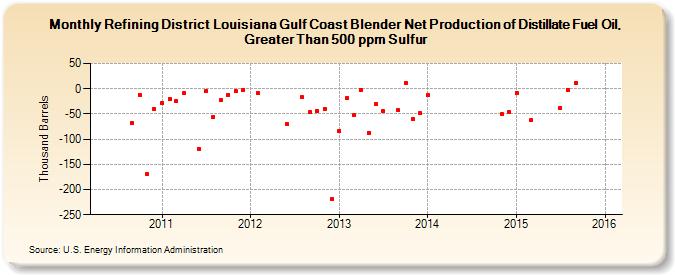 Monthly Refining District Louisiana Gulf Coast Blender Net Production of Distillate Fuel Oil,
Greater Than 500 ppm Sulfur
Thousand Barrels
50
0
-50
-100
-150
-200
-250
2011 2012 2013 2014 2015 2016
Source: U.S. Energy Information Administration